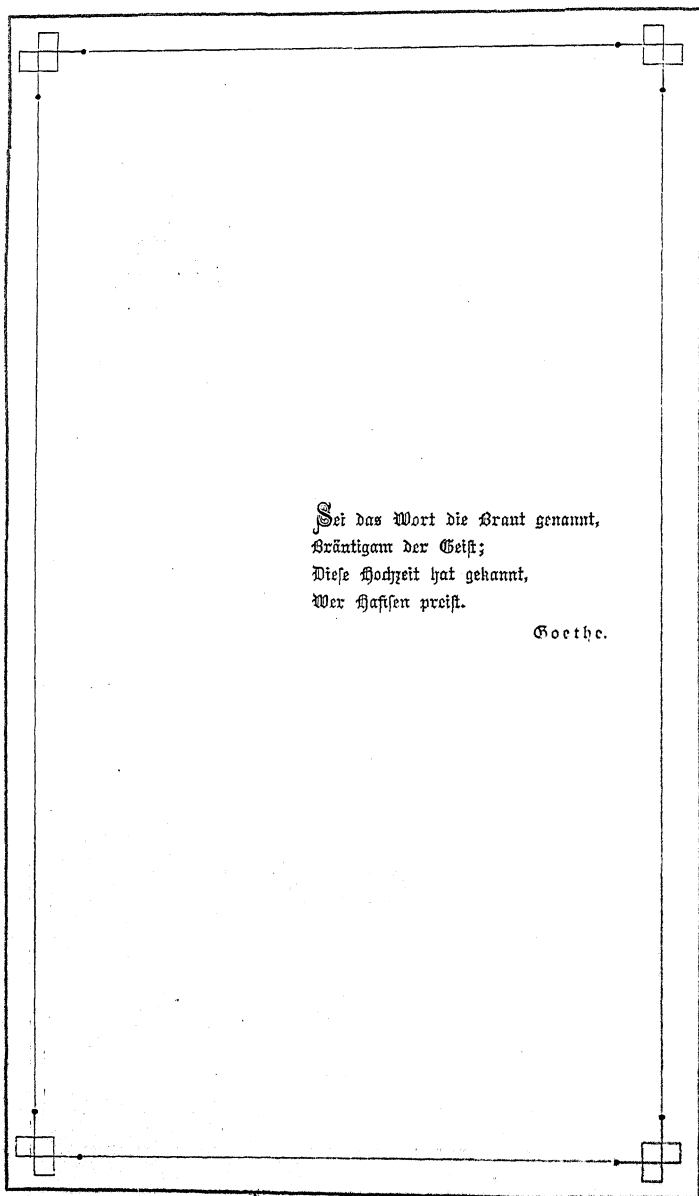 Sei das Wort die Braut genannt,
Bräutigam der Geist;
Diese Hochzeit hat gekannt,
Wer Hafisen preist.
Goethe.